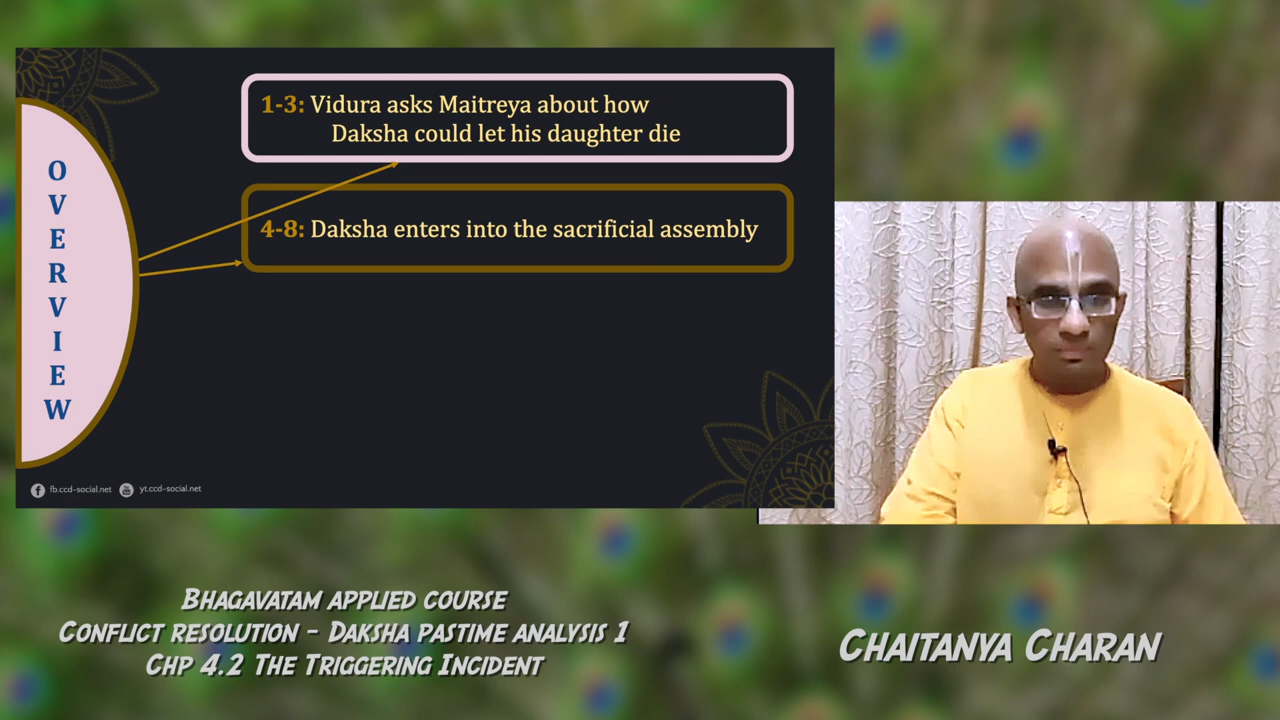 OVERVIEW
1-3: Vidura asks Maitreya about how
Daksha could let his daughter die
4-8: Daksha enters into the sacrificial assembly
fb.ccd-social.net yt.ccd-social.net
BHAGAVATAM APPLIED COURSE
CONFLICT RESOLUTION - DAKSHA PASTIME ANALYSIS 1
CHP 4.2 THE TRIGGERING INCIDENT
CHAITANYA CHARAN